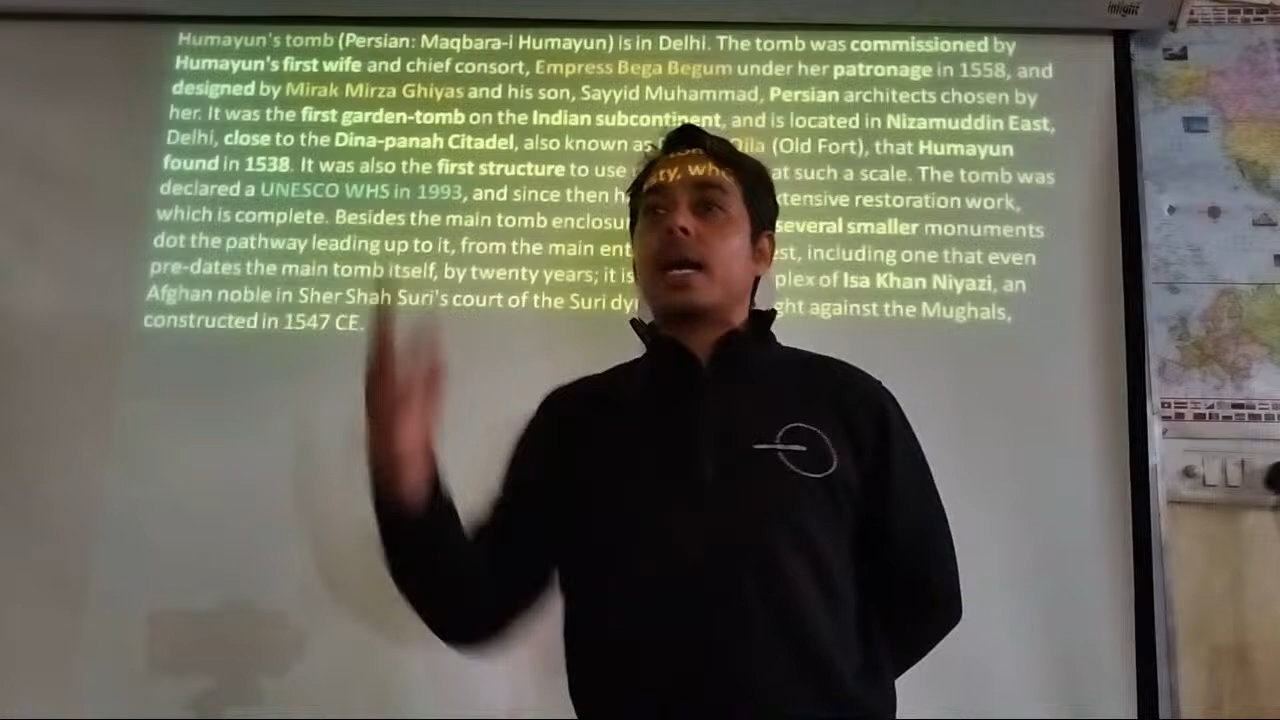 inlight
Humayun's tomb (Persian: Maqbara-i Humayun) is in Delhi. The tomb was commissioned by
Humayun's first wife and chief consort, Empress Bega Begum under her patronage in 1558, and
designed by Mirak Mirza Ghiyas and his son, Sayyid Muhammad, Persian architects chosen by
her. It was the first garden-tomb on the Indian subcontinent, and is located in Nizamuddin East,
Delhi, close to the Dina-panah Citadel, also known as Qila (Old Fort), that Humayun
found in 1538. It was also the first structure to use at such a scale. The tomb was
declared a UNESCO WHS in 1993, and since then restoration work,
which is complete. Besides the main tomb several smaller monuments
dot the pathway leading up to it, from the main including one that even
pre-dates the main tomb itself, by twenty years; it is of Isa Khan Niyazi, an
Afghan noble in Sher Shah Suri's court of the Suri against the Mughals,
constructed in 1547 CE.